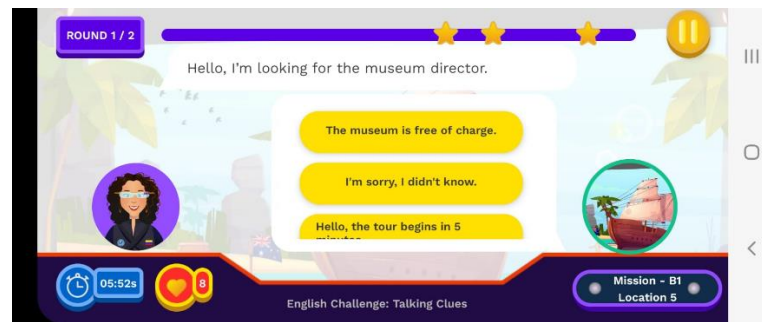 ROUND 1 / 2
Hello, I'm looking for the museum director.
The museum is free of charge.
I'm sorry, I didn't know.
Hello, the tour begins in 5
minutes
05:52s
8
English Challenge: Talking Clues
Mission - B1
Location 5